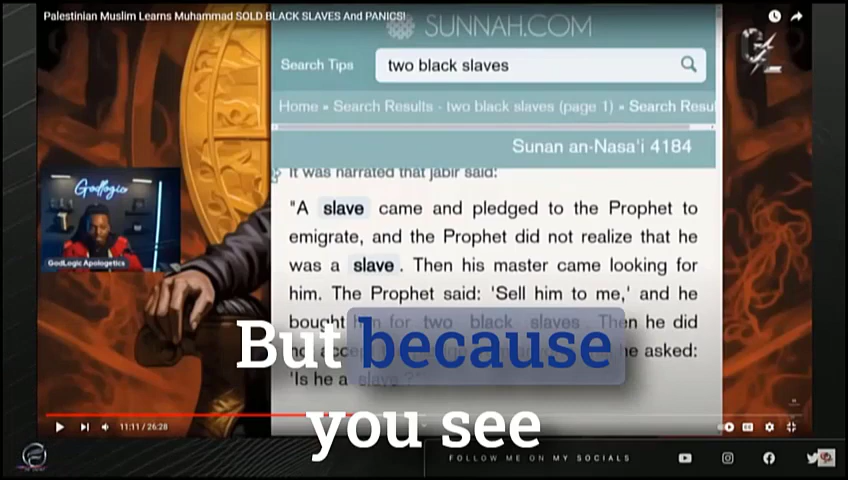 Palestinian Muslim Learns Muhammad SOLD BLACK SLAVES And PANICS!
SUNNAH.COM
Search Tips
two black slaves
Home » Search Results - two black slaves (page 1) » Search Resu
Sunan an-Nasa'i 4184
It was narrated that Jabir said:
"A slave came and pledged to the Prophet to
emigrate, and the Prophet did not realize that he
was a slave. Then his master came looking for
him. The Prophet said: 'Sell him to me,' and he
bought him for two black slaves. Then he did
he asked:
'Is he a slave?'"
Godlogic
GodLogic Apologetics
But because
you see
11:11 / 26:28
FOLLOW ME ON MY SOCIALS